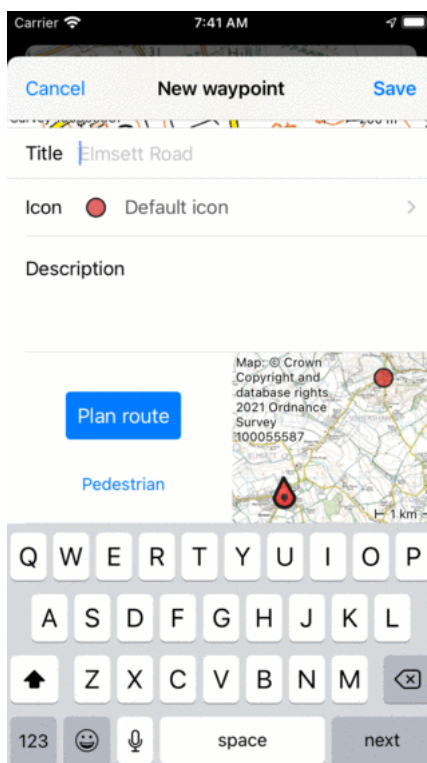 Carrier 7:41 AM
Cancel New waypoint Save
Title Elmsett Road
Icon Default icon
Description
Map: © Crown
Copyright and
database rights
2021 Ordnance
Survey
100055587
Plan route
Pedestrian
1 km
Q W E R T Y U I O P
A S D F G H J K L
Z X C V B N M
123 space next